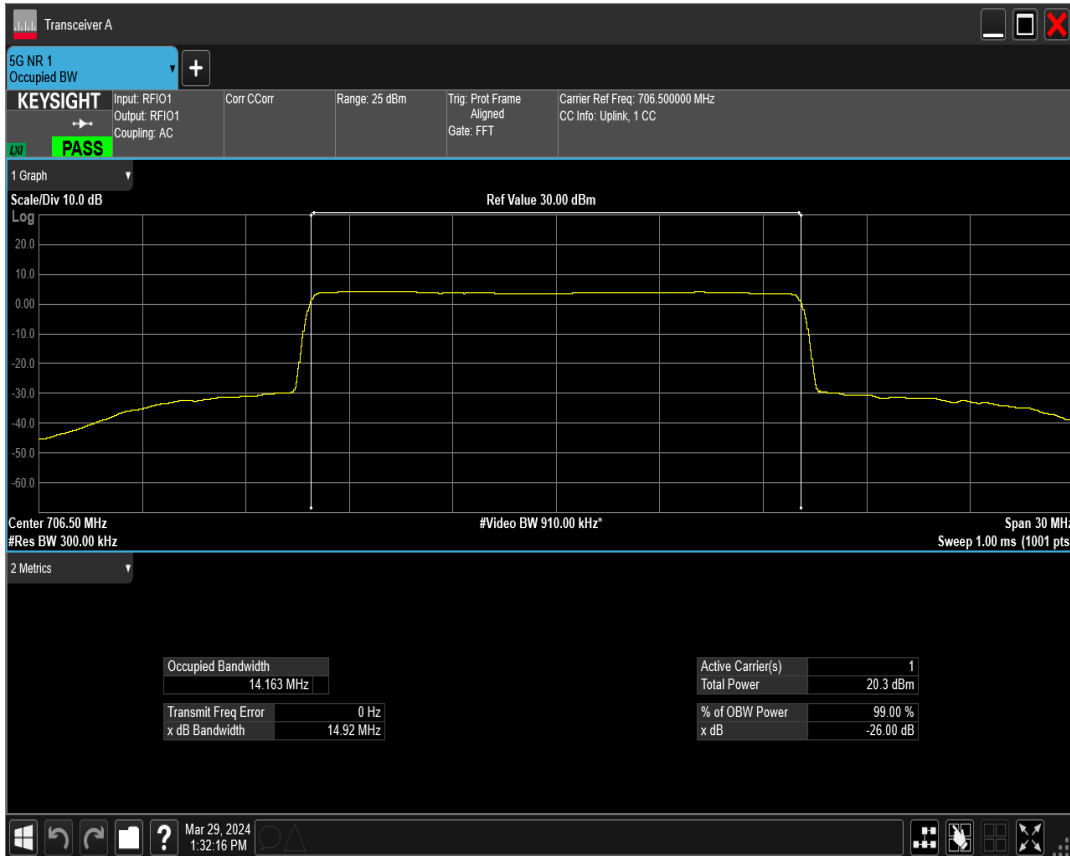 Transceiver A
5G NR 1
Occupied BW
+
KEYSIGHT
LXI
PASS
Input: RFIO1
Output: RFIO1
Coupling: AC
Corr CCorr
Range: 25 dBm
Trig: Prot Frame
Aligned
Gate: FFT
Carrier Ref Freq: 706.500000 MHz
CC Info: Uplink, 1 CC
1 Graph
Scale/Div 10.0 dB
Ref Value 30.00 dBm
Log
20.0
10.0
0.00
-10.0
-20.0
-30.0
-40.0
-50.0
-60.0
Center 706.50 MHz
#Video BW 910.00 kHz*
Span 30 MHz
#Res BW 300.00 kHz
Sweep 1.00 ms (1001 pts
2 Metrics
Occupied Bandwidth
14.163 MHz
Transmit Freq Error 0 Hz
x dB Bandwidth 14.92 MHz
Active Carrier(s) 1
Total Power 20.3 dBm
% of OBW Power 99.00 %
x dB -26.00 dB
?
Mar 29, 2024
1:32:16 PM